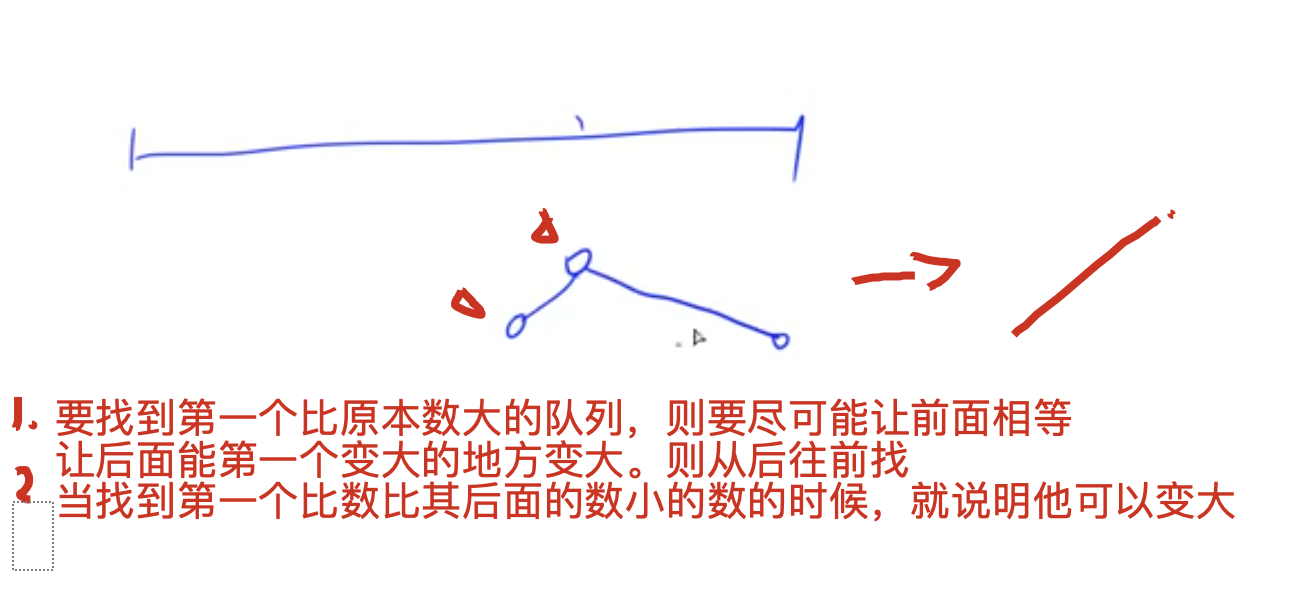 1. 要找到第一个比原本数大的队列，则要尽可能让前面相等
让后面能第一个变大的地方变大。则从后往前找
2 当找到第一个比数比其后面的数小的数的时候，就说明他可以变大